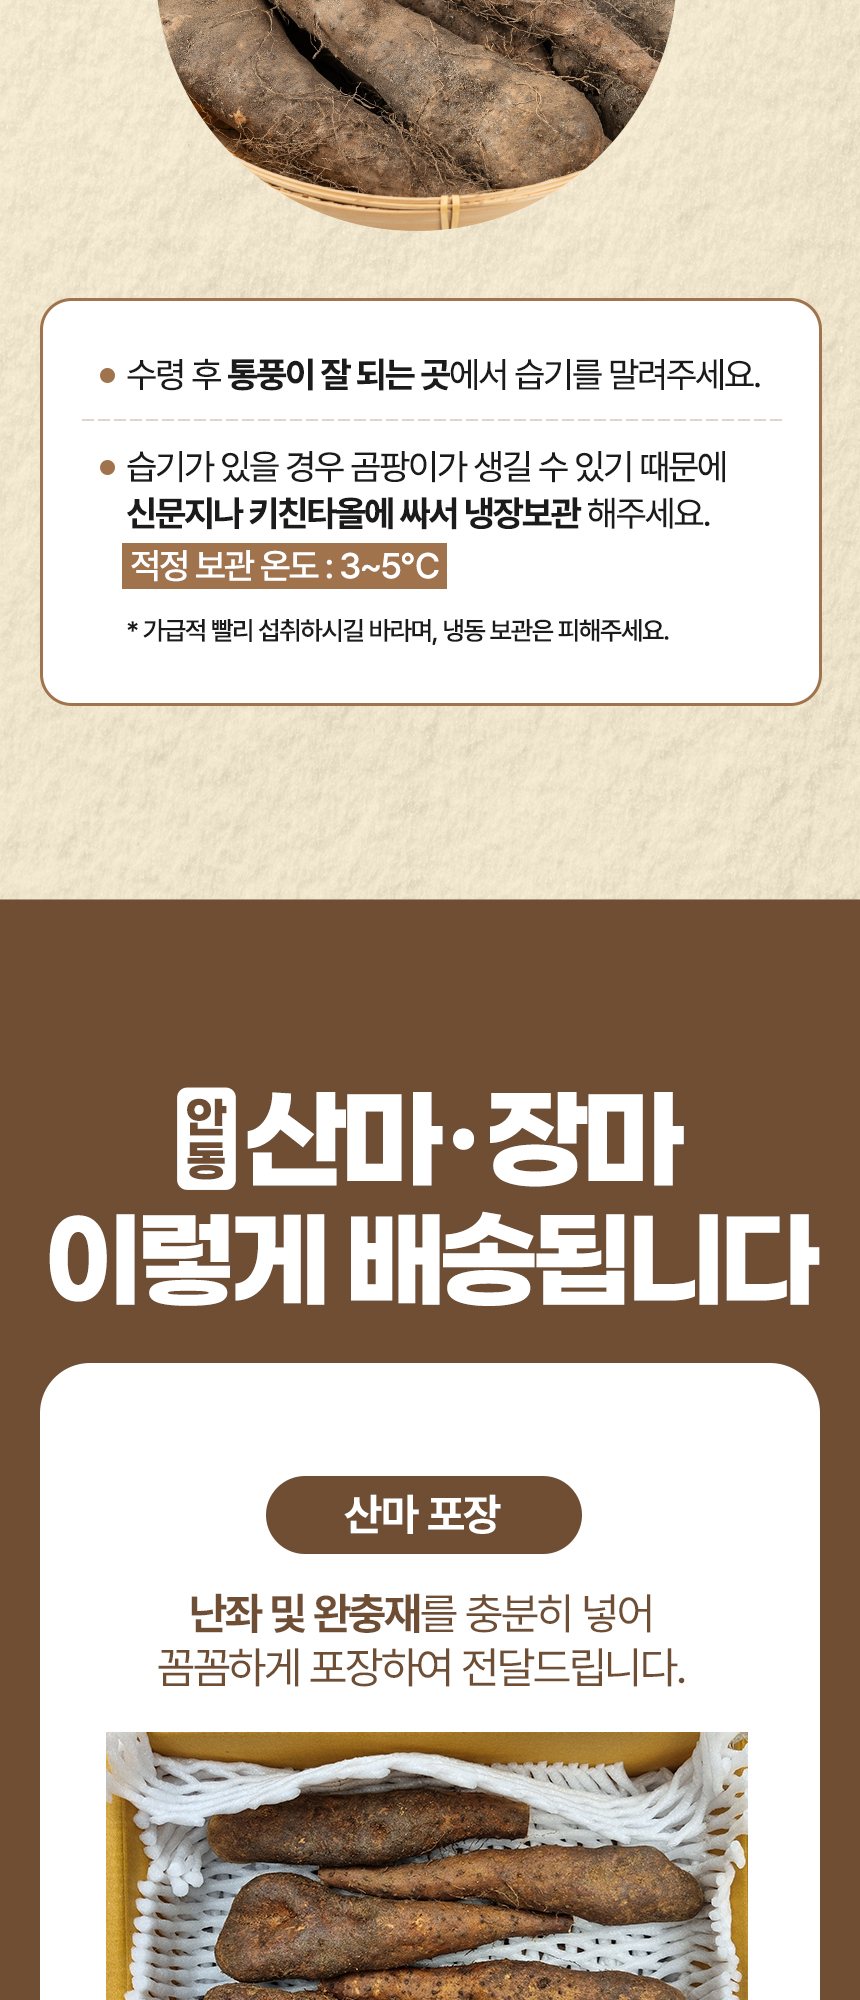 수령 후 통풍이 잘 되는 곳에서 습기를 말려주세요.
습기가 있을 경우 곰팡이가 생길 수 있기 때문에
신문지나 키친타올에 싸서 냉장보관 해주세요.
적정 보관 온도 : 3~5°C
* 가급적 빨리 섭취하시길 바라며, 냉동 보관은 피해주세요.
안동 산마·장마
이렇게 배송됩니다
산마 포장
난좌 및 완충재를 충분히 넣어
꼼꼼하게 포장하여 전달드립니다.